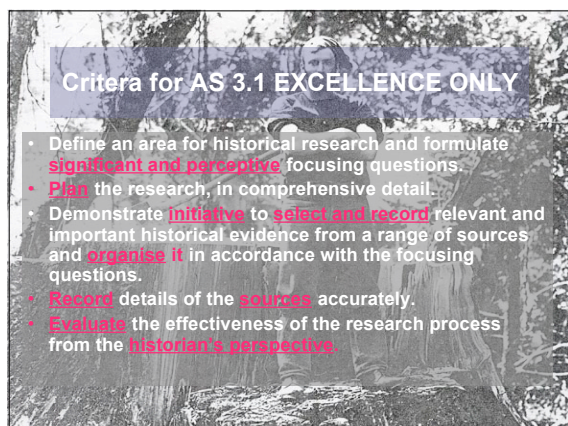 Critera for AS 3.1 EXCELLENCE ONLY
• Define an area for historical research and formulate
significant and perceptive focusing questions.
• Plan the research, in comprehensive detail.
• Demonstrate initiative to select and record relevant and
important historical evidence from a range of sources
and organise it in accordance with the focusing
questions.
• Record details of the sources accurately.
• Evaluate the effectiveness of the research process
from the historian's perspective.